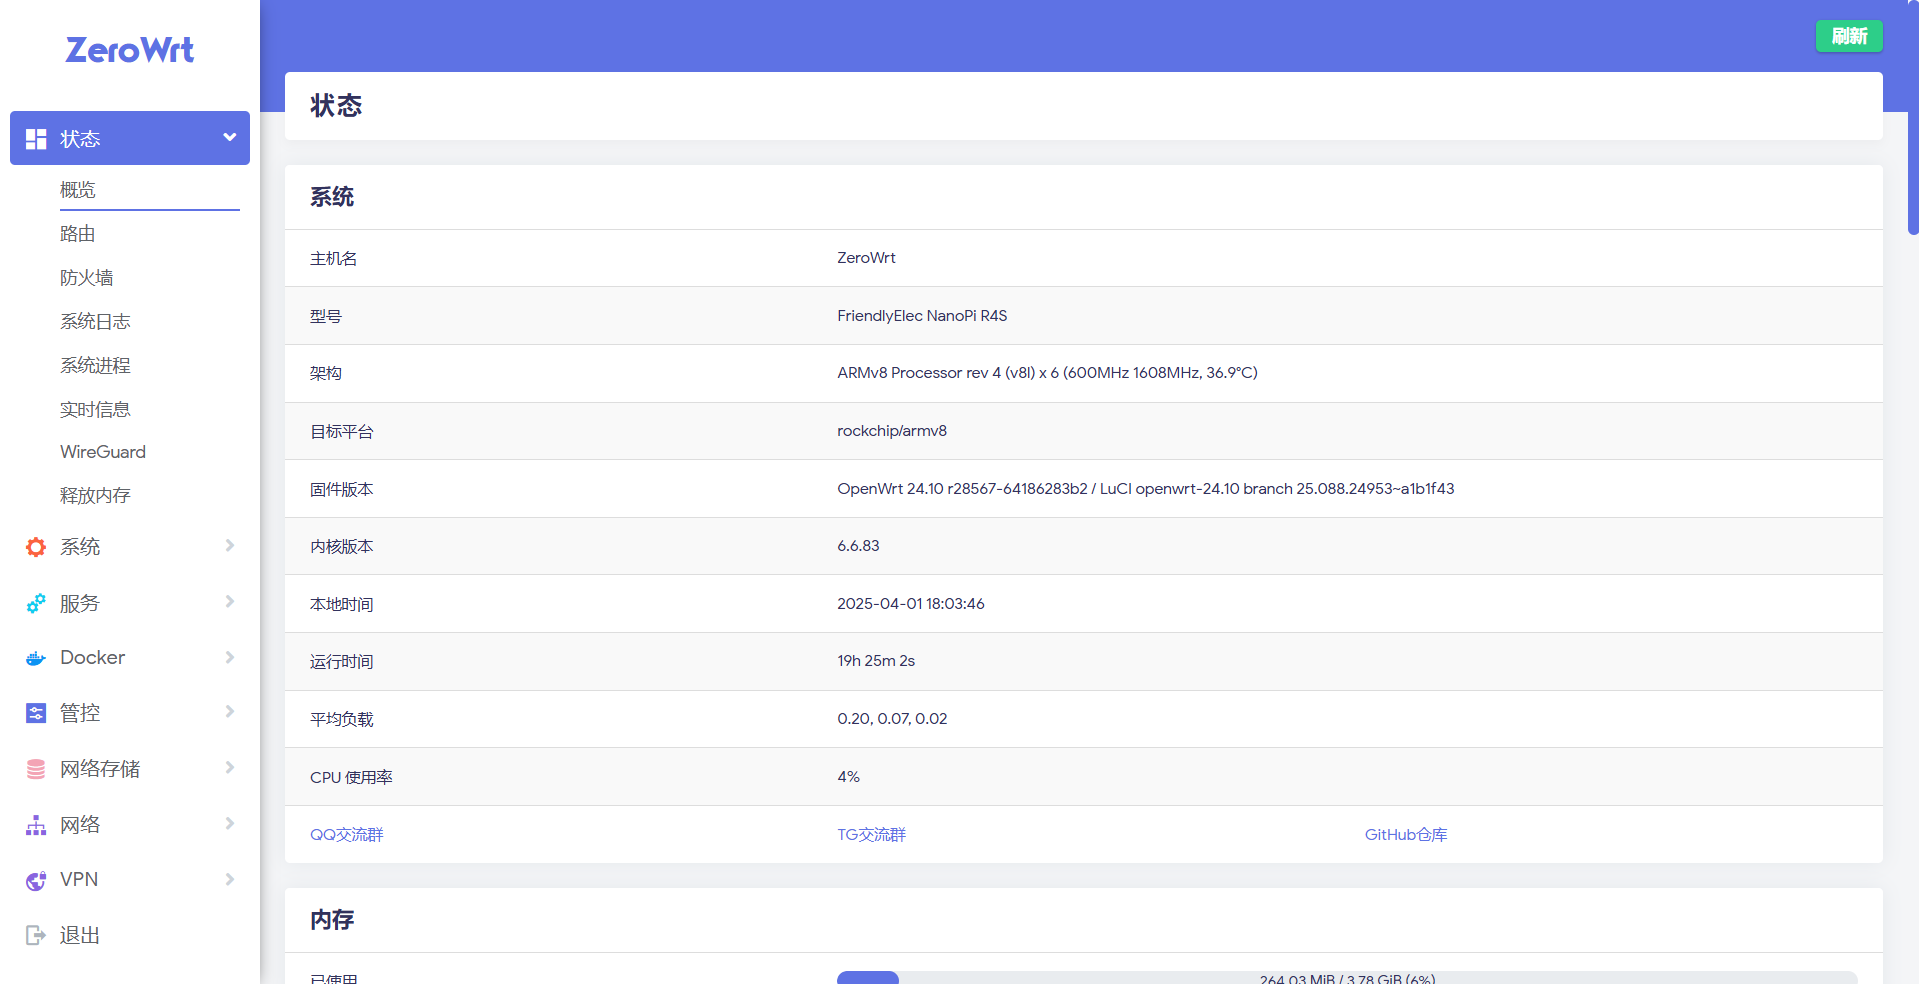 ZeroWrt
状态
概览
路由
防火墙
系统日志
系统进程
实时信息
WireGuard
释放内存
系统
服务
Docker
管控
网络存储
网络
VPN
退出
刷新
状态
系统
主机名 ZeroWrt
型号 FriendlyElec NanoPi R4S
架构 ARMv8 Processor rev 4 (v8l) x 6 (600MHz 1608MHz, 36.9°C)
目标平台 rockchip/armv8
固件版本 OpenWrt 24.10 r28567-64186283b2 / LuCI openwrt-24.10 branch 25.088.24953~a1b1f43
内核版本 6.6.83
本地时间 2025-04-01 18:03:46
运行时间 19h 25m 2s
平均负载 0.20, 0.07, 0.02
CPU 使用率 4%
QQ交流群 TG交流群 GitHub仓库
内存
已使用 264.03 MiB / 3.78 GiB (6%)